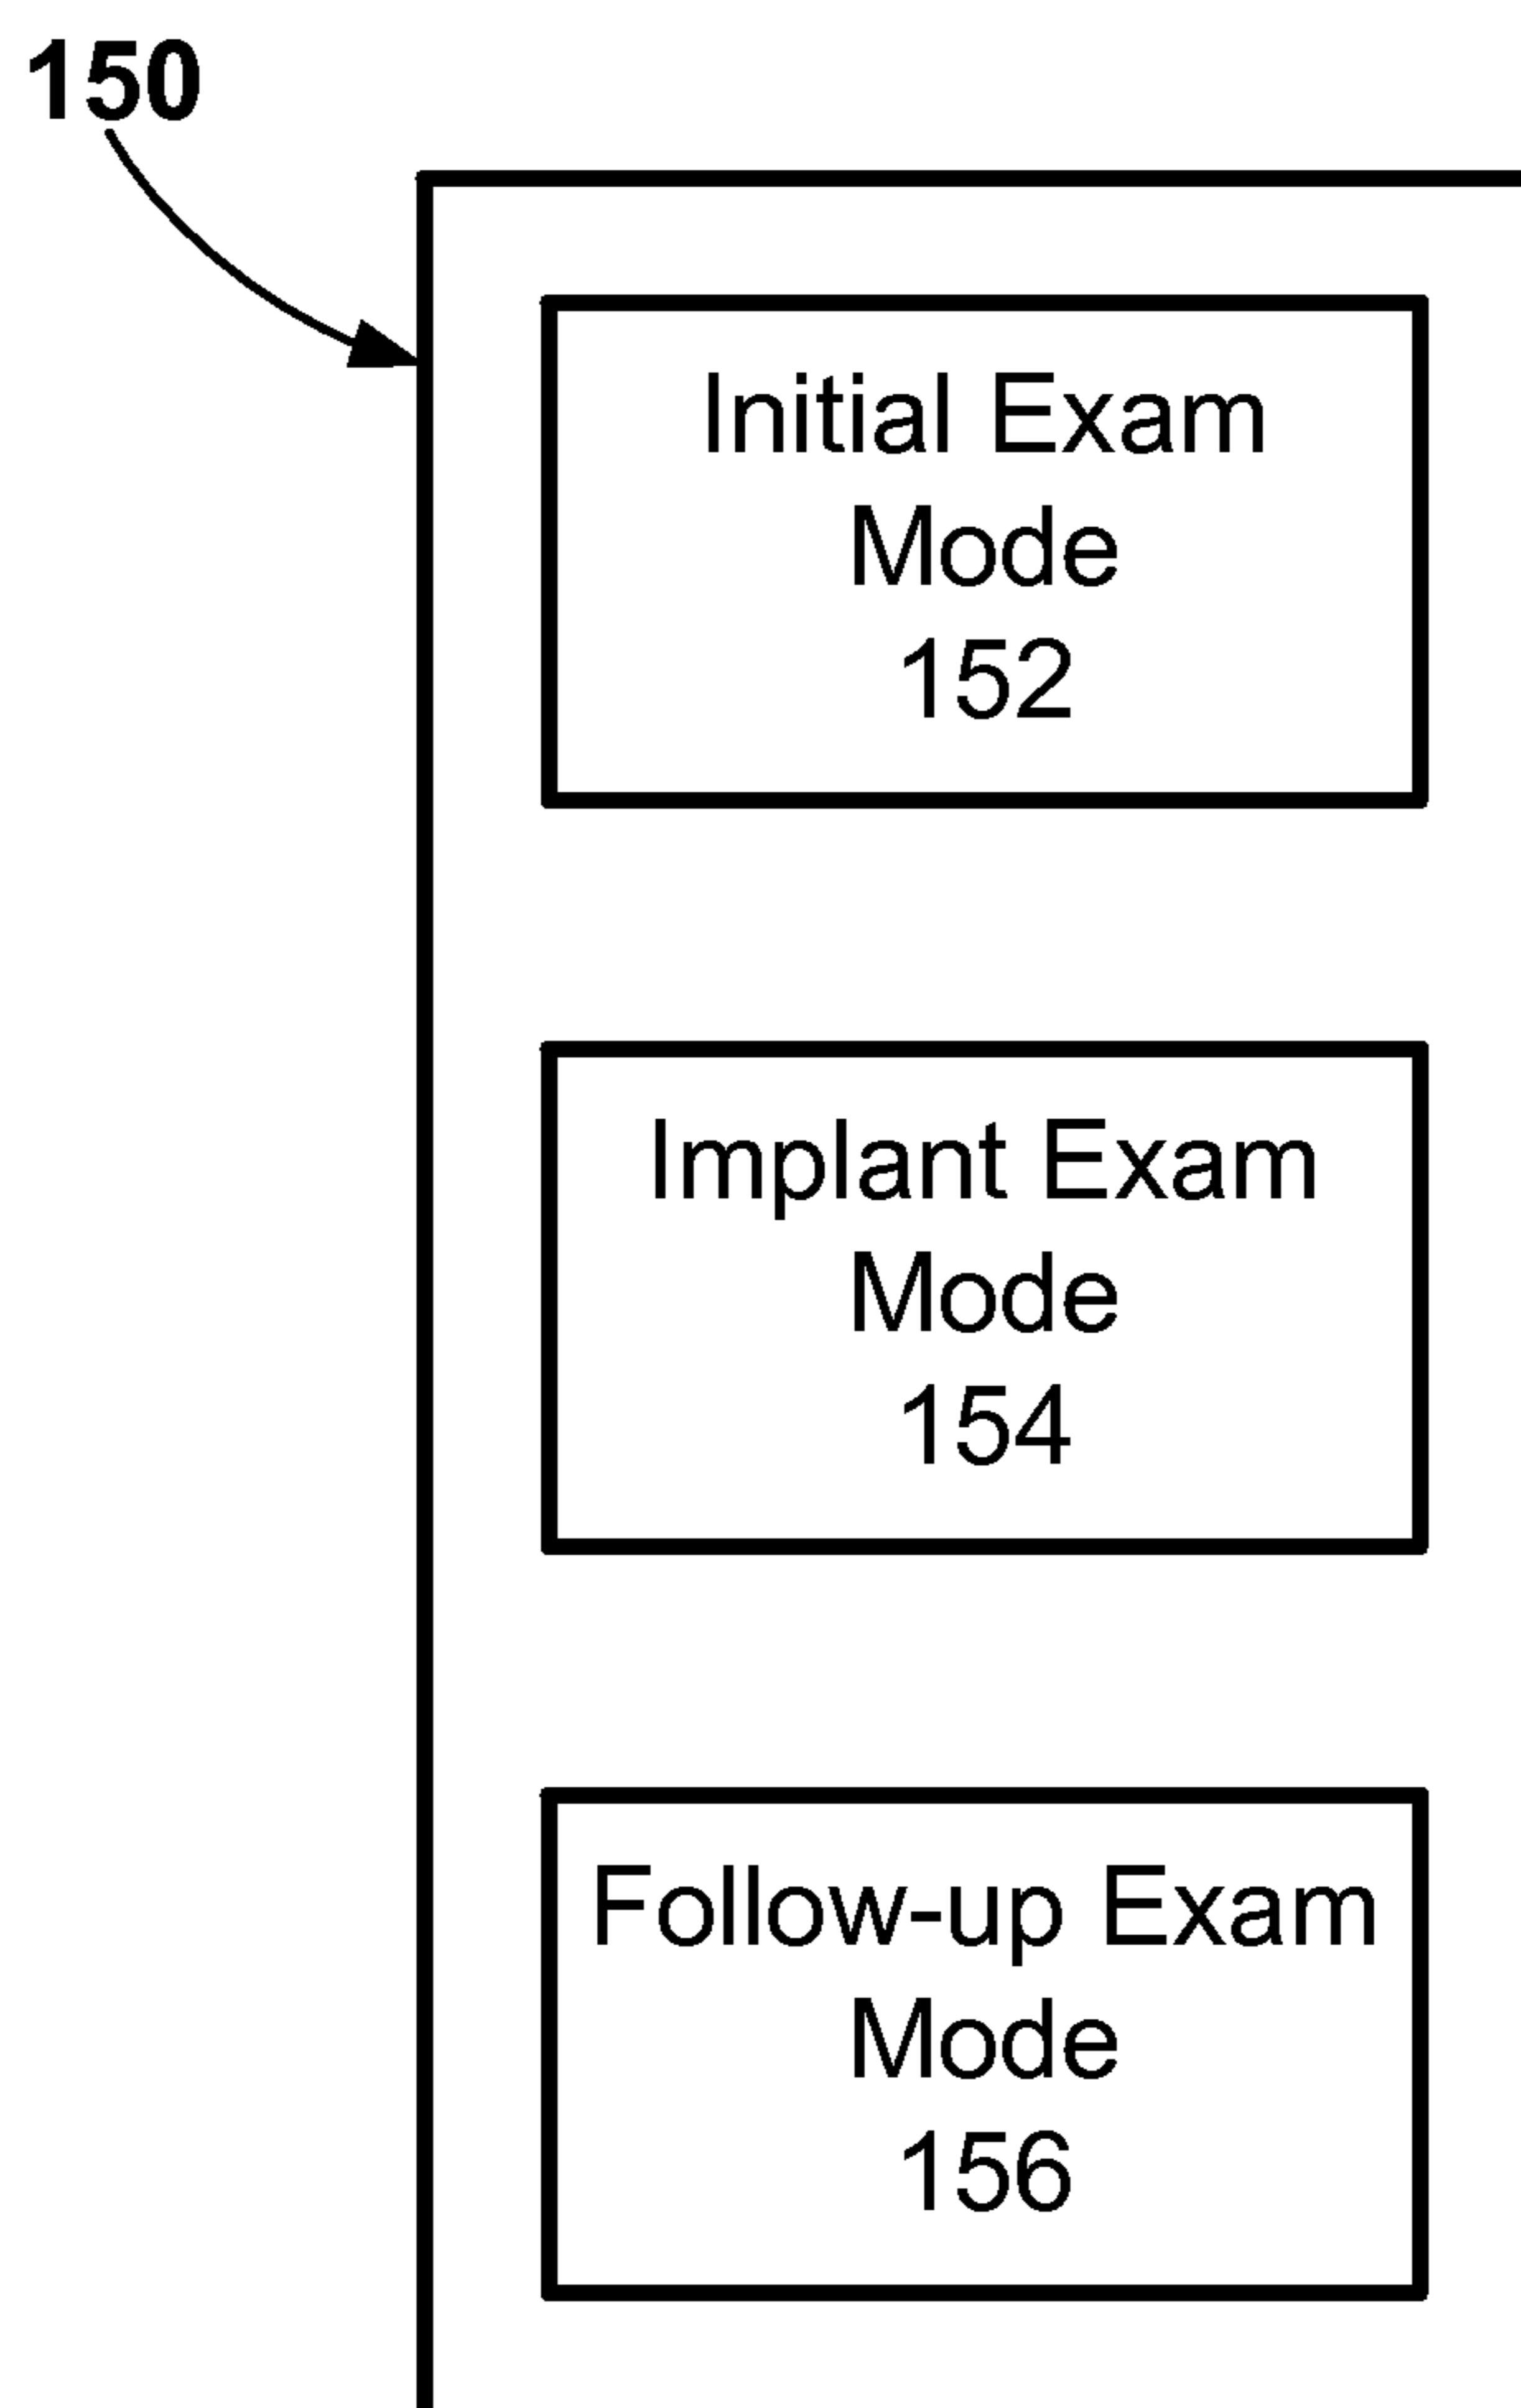 150
Initial Exam
Mode
152
Implant Exam
Mode
154
Follow-up Exam
Mode
156